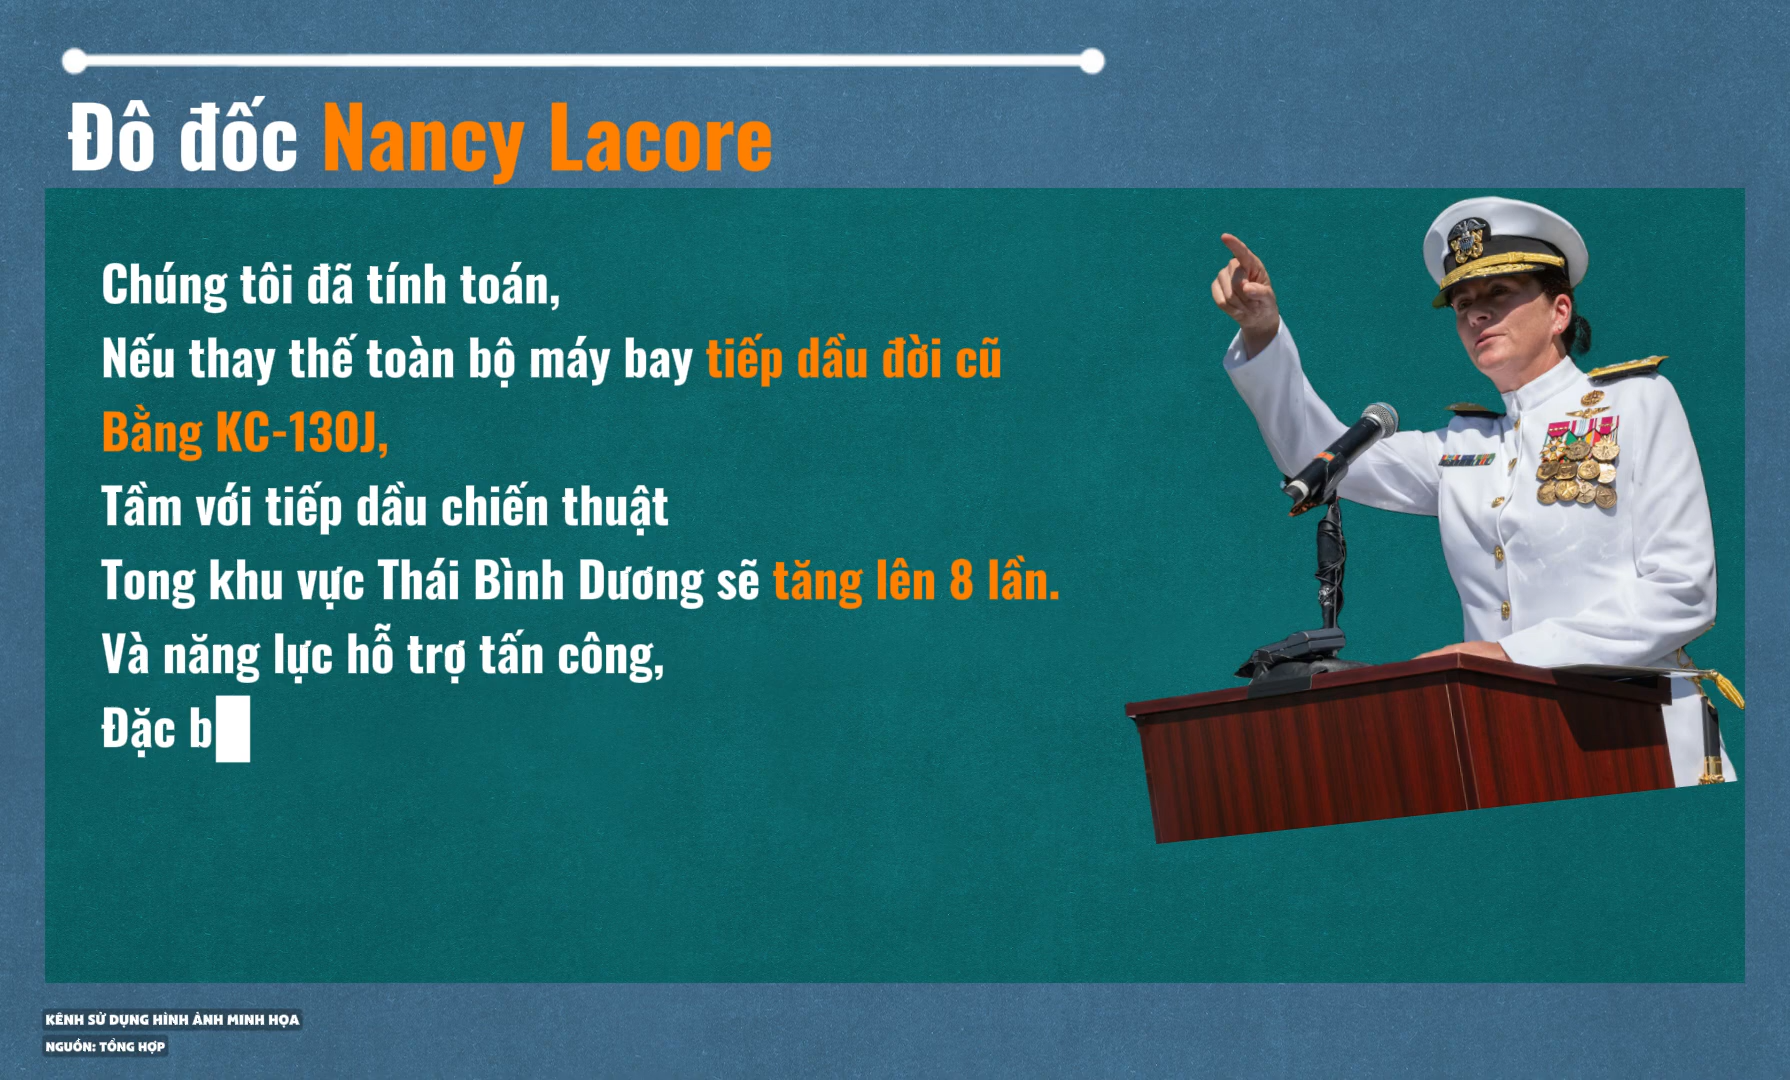 Đô đốc Nancy Lacore
Chúng tôi đã tính toán,
Nếu thay thế toàn bộ máy bay tiếp dầu đời cũ
Bằng KC-130J,
Tầm với tiếp dầu chiến thuật
Tong khu vực Thái Bình Dương sẽ tăng lên 8 lần.
Và năng lực hỗ trợ tấn công,
Đặc b
KÊNH SỬ DỤNG HÌNH ẢNH MINH HỌA
NGUỒN: TỔNG HỢP